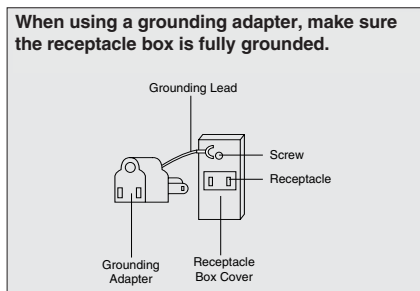 When using a grounding adapter, make sure
the receptacle box is fully grounded.
Grounding Lead
Screw
Receptacle
Grounding
Adapter
Receptacle
Box Cover